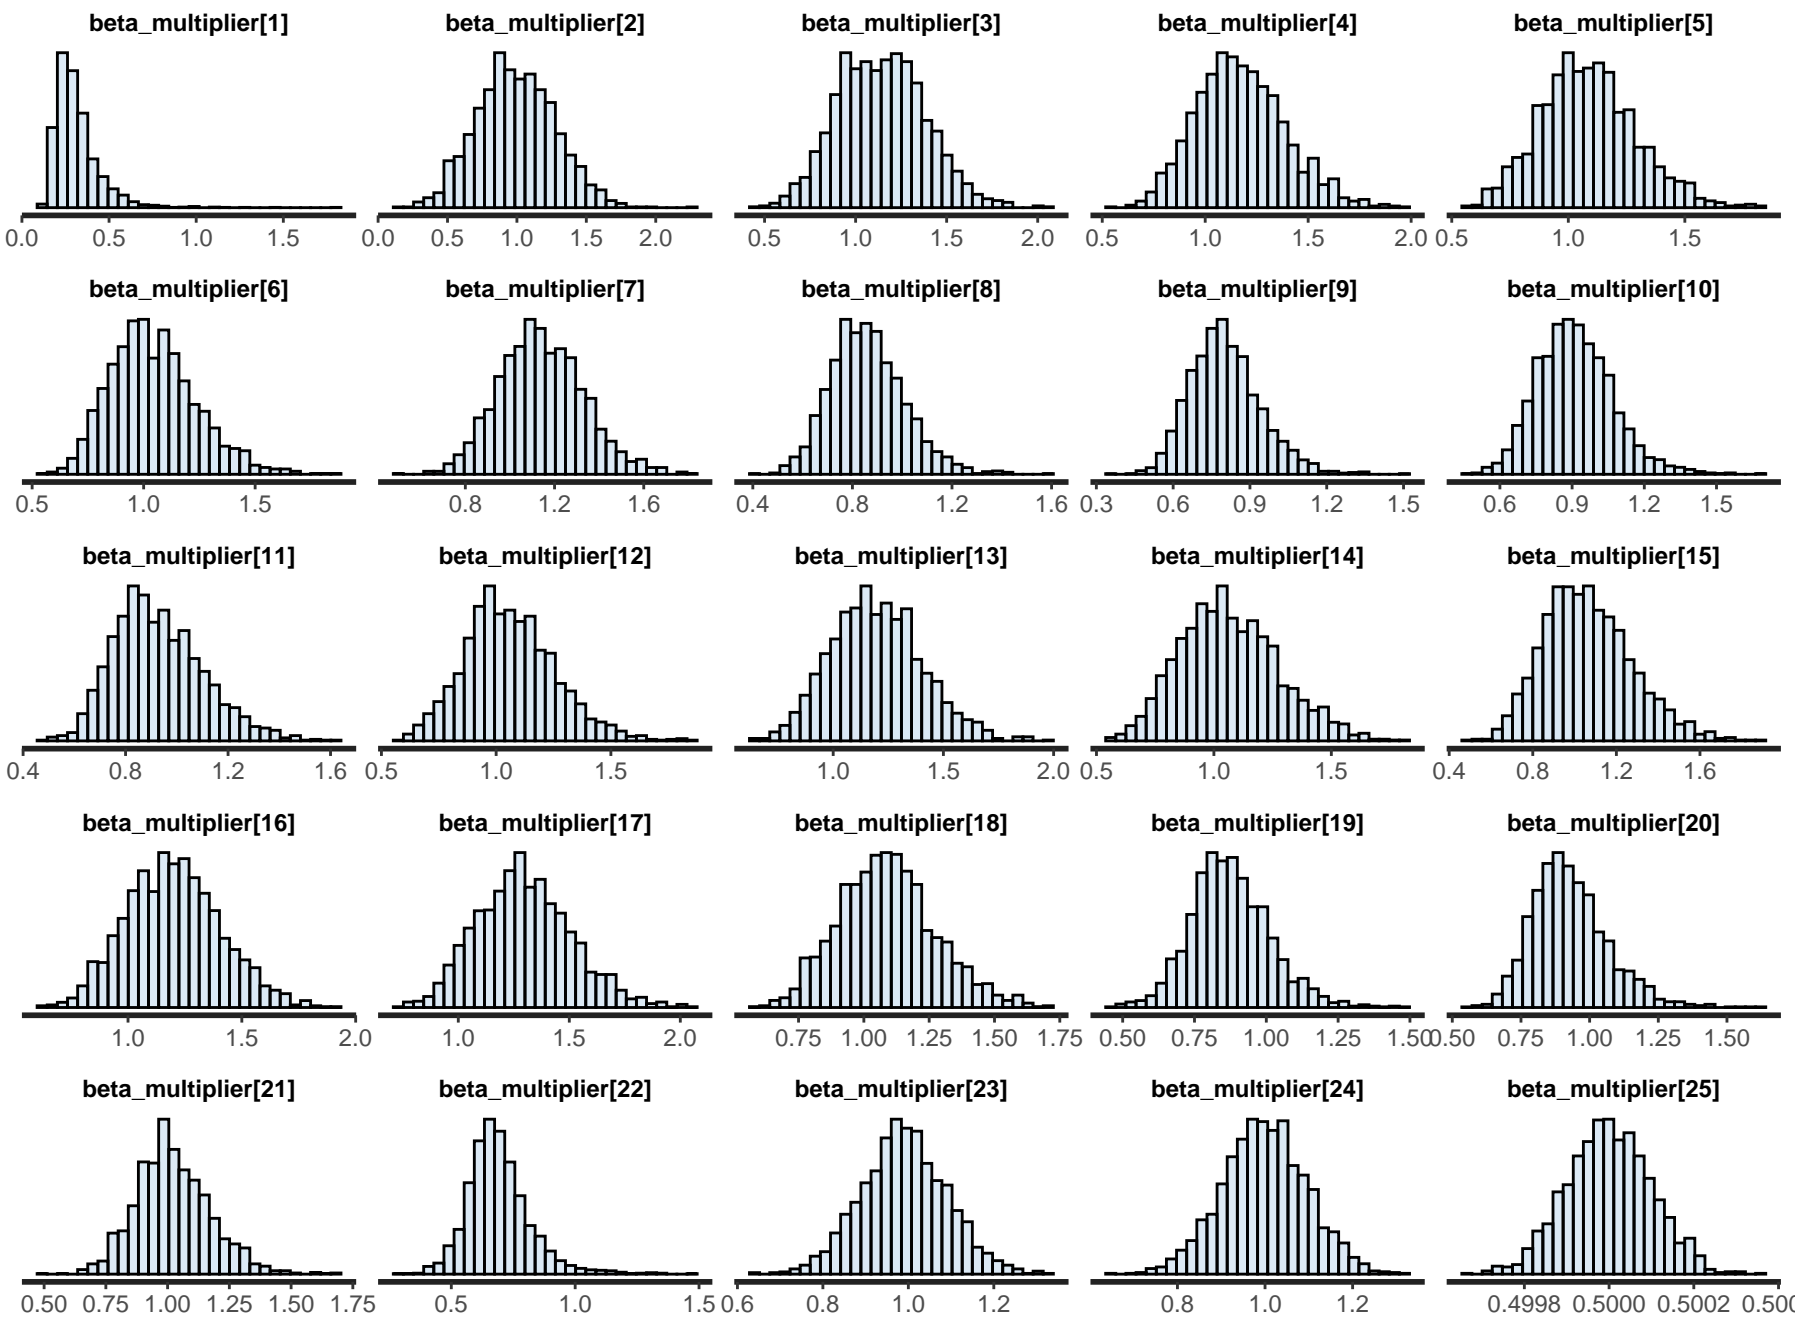 beta_multiplier[1] beta_multiplier[2] beta_multiplier[3] beta_multiplier[4] beta_multiplier[5]
0.0 0.5 1.0 1.5 0.0 0.5 1.0 1.5 2.0 0.5 1.0 1.5 2.0 0.5 1.0 1.5 2.0 0.5 1.0 1.5
beta_multiplier[6] beta_multiplier[7] beta_multiplier[8] beta_multiplier[9] beta_multiplier[10]
0.5 1.0 1.5 0.8 1.2 1.6 0.4 0.8 1.2 1.6 0.3 0.6 0.9 1.2 1.5 0.6 0.9 1.2 1.5
beta_multiplier[11] beta_multiplier[12] beta_multiplier[13] beta_multiplier[14] beta_multiplier[15]
0.4 0.8 1.2 1.6 0.5 1.0 1.5 1.0 1.5 2.0 0.5 1.0 1.5 0.4 0.8 1.2 1.6
beta_multiplier[16] beta_multiplier[17] beta_multiplier[18] beta_multiplier[19] beta_multiplier[20]
1.0 1.5 2.0 1.0 1.5 2.0 0.75 1.00 1.25 1.50 1.75 0.50 0.75 1.00 1.25 1.50 0.50 0.75 1.00 1.25 1.50
beta_multiplier[21] beta_multiplier[22] beta_multiplier[23] beta_multiplier[24] beta_multiplier[25]
0.50 0.75 1.00 1.25 1.50 1.75 0.5 1.0 1.5 0.6 0.8 1.0 1.2 0.8 1.0 1.2 0.4998 0.5000 0.5002